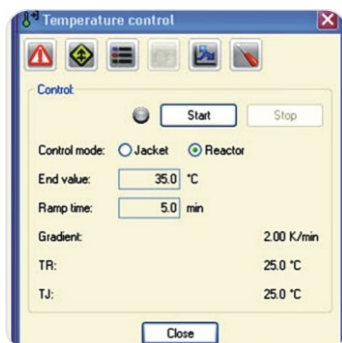 Temperature control
Control:
Start Stop
Control mode: Jacket Reactor
End value: 35.0 °C
Ramp time: 5.0 min
Gradient: 2.00 K/min
TR: 25.0 °C
TJ: 25.0 °C
Close